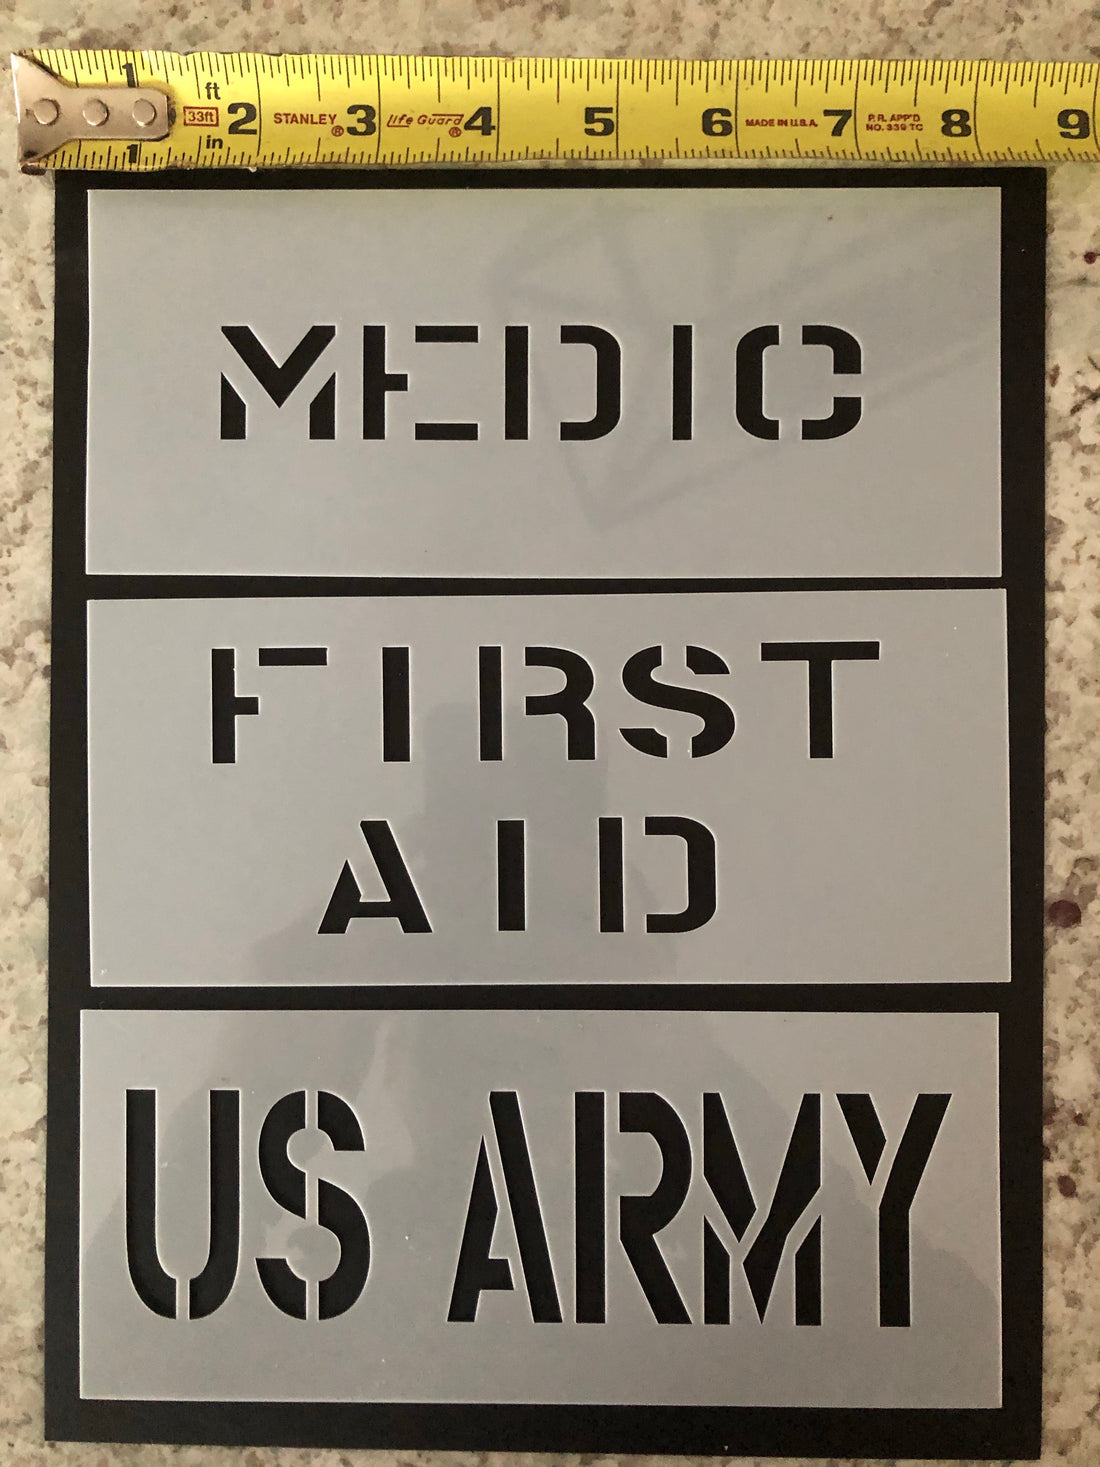 1 ft
33ft 2 STANLEY® 3 Life Guard® 4 5 6 MADE IN U.S.A. 7 P.R. APP'D NO. 339 TC 8 9
1 in
MEDIC
FIRST
AID
US ARMY